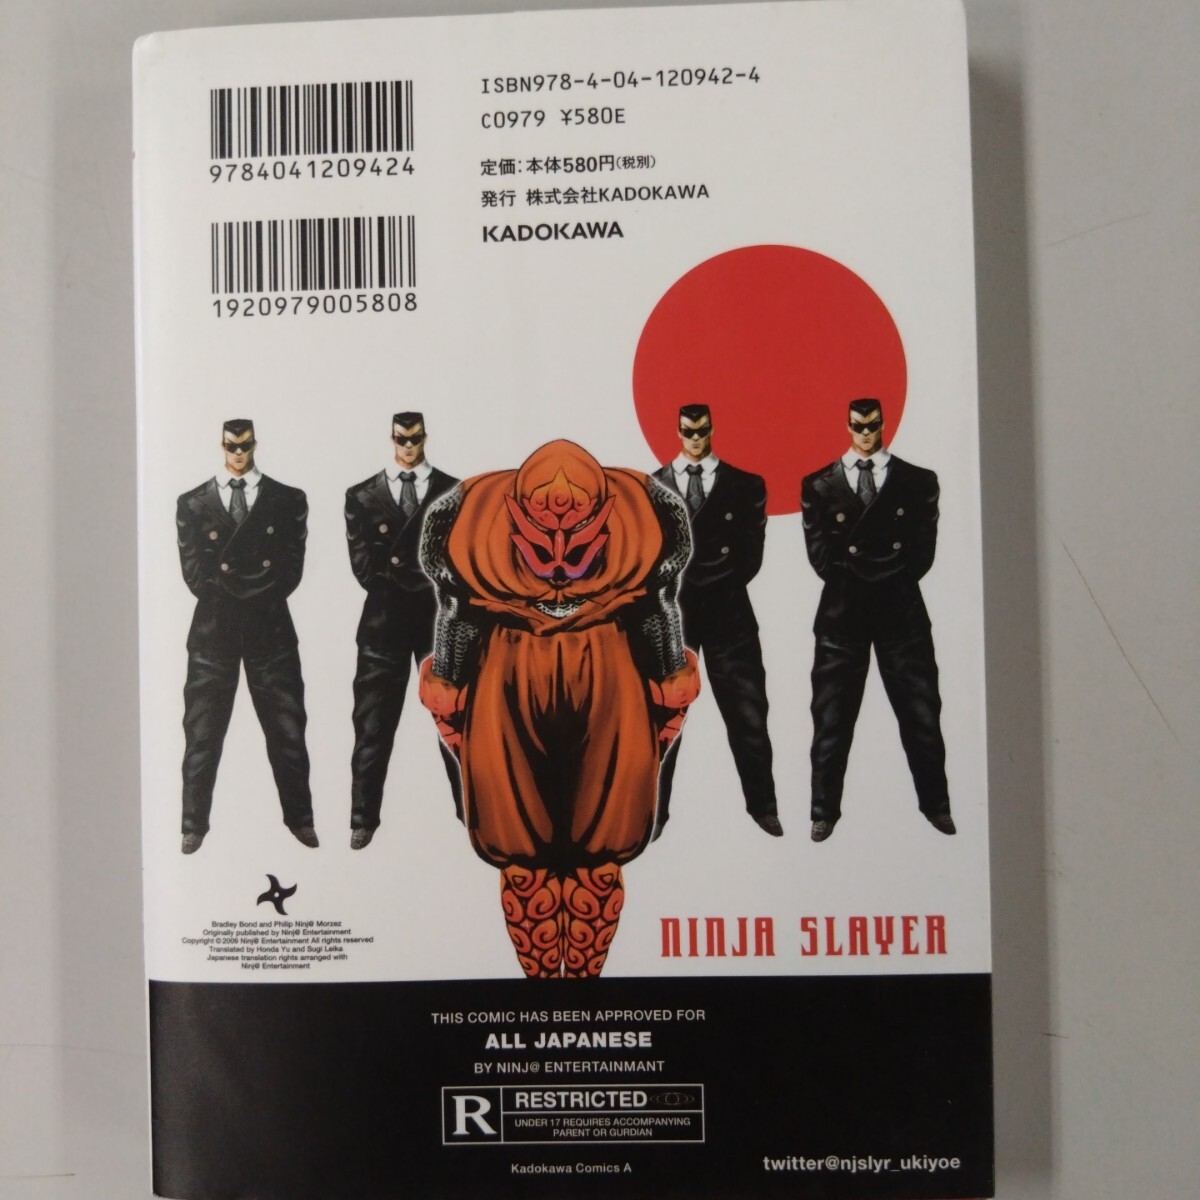 9784041209424
1920979005808
ISBN978-4-04-120942-4
C0979 ¥580E
定価：本体580円（税別）
発行 株式会社KADOKAWA
KADOKAWA
Bradley Bond and Philip Ninj@ Morzez
Originally published by Ninj@ Entertainment
Copyright © 2009 Ninj@ Entertainment All rights reserved
Translated by Honda Yu and Sugi Leika
Japanese translation rights arranged with
Ninj@ Entertainment
NINJA SLAYER
THIS COMIC HAS BEEN APPROVED FOR
ALL JAPANESE
BY NINJ@ ENTERTAINMANT
R RESTRICTED
UNDER 17 REQUIRES ACCOMPANYING
PARENT OR GURDIAN
Kadokawa Comics A
twitter@njslyr_ukiyoe